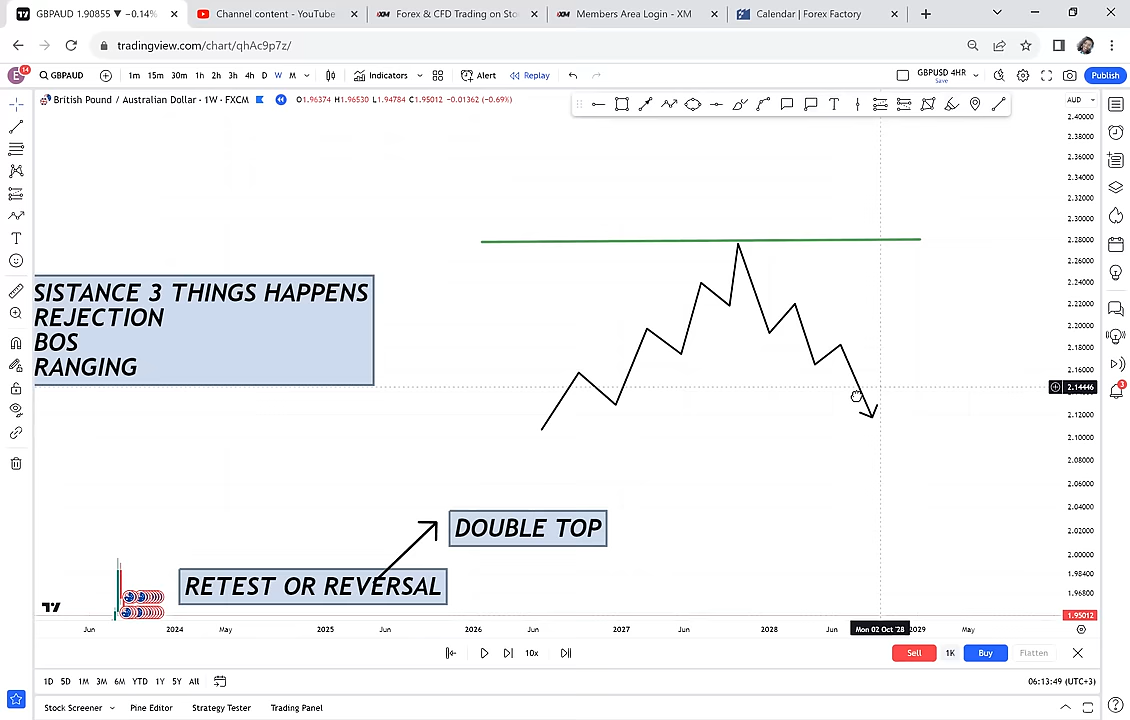 GBPAUD 1.90855 ▼ −0.14%
Channel content - YouTube
Forex & CFD Trading on Sto
Members Area Login - XM
Calendar | Forex Factory
tradingview.com/chart/qhAc9p7z/
E 14 GBPAUD 1m 15m 30m 1h 2h 3h 4h D W M Indicators Alert Replay GBPUSD 4HR Save Publish
British Pound / Australian Dollar · 1W · FXCM O1.96374 H1.96530 L1.94784 C1.95012 −0.01362 (−0.69%) AUD
2.40000
2.38000
2.36000
2.34000
2.32000
2.30000
2.28000
2.26000
2.24000
2.22000
2.20000
2.18000
2.16000
2.14446
2.12000
2.10000
2.08000
2.06000
2.04000
2.02000
2.00000
1.98400
1.96800
1.95012
SISTANCE 3 THINGS HAPPENS
REJECTION
BOS
RANGING
DOUBLE TOP
RETEST OR REVERSAL
3
Jun 2024 May 2025 Jun 2026 Jun 2027 Jun 2028 Jun Mon 02 Oct '28 2029 May
10x Sell 1K Buy Flatten
1D 5D 1M 3M 6M YTD 1Y 5Y All 06:13:49 (UTC+3)
Stock Screener Pine Editor Strategy Tester Trading Panel